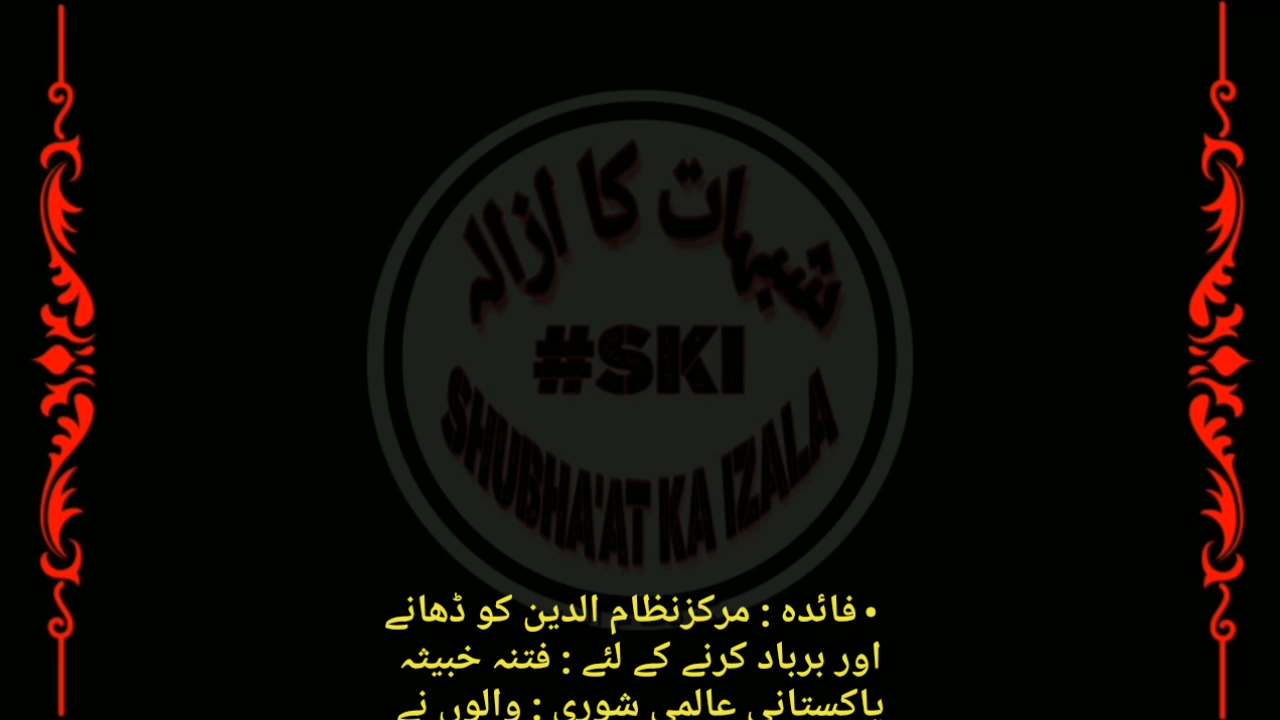 شبہات کا ازالہ
#SKI
SHUBHA'AT KA IZALA
• فائدہ : مرکزنظام الدین کو ڈھانے
اور برباد کرنے کے لئے : فتنہ خبیثہ
پاکستانی عالمی شوری : والوں نے